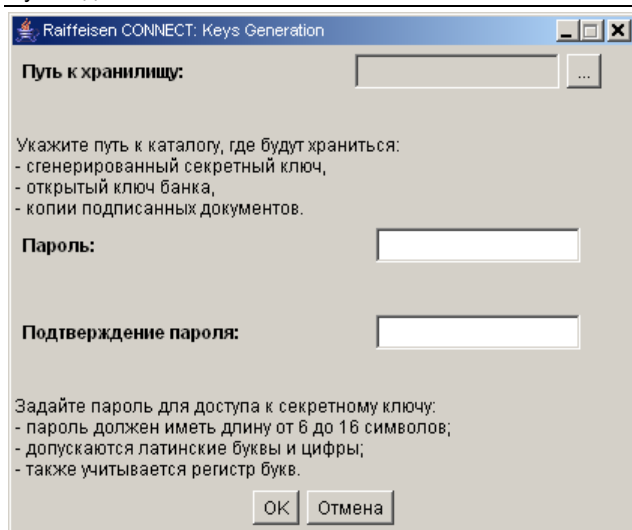 Raiffeisen CONNECT: Keys Generation
Путь к хранилищу:
...
Укажите путь к каталогу, где будут храниться:
- сгенерированный секретный ключ,
- открытый ключ банка,
- копии подписанных документов.
Пароль:
Подтверждение пароля:
Задайте пароль для доступа к секретному ключу:
- пароль должен иметь длину от 6 до 16 символов;
- допускаются латинские буквы и цифры;
- также учитывается регистр букв.
OK Отмена